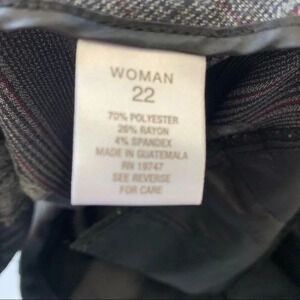 WOMAN
22
70% POLYESTER
26% RAYON
4% SPANDEX
MADE IN GUATEMALA
RN 19747
SEE REVERSE
FOR CARE